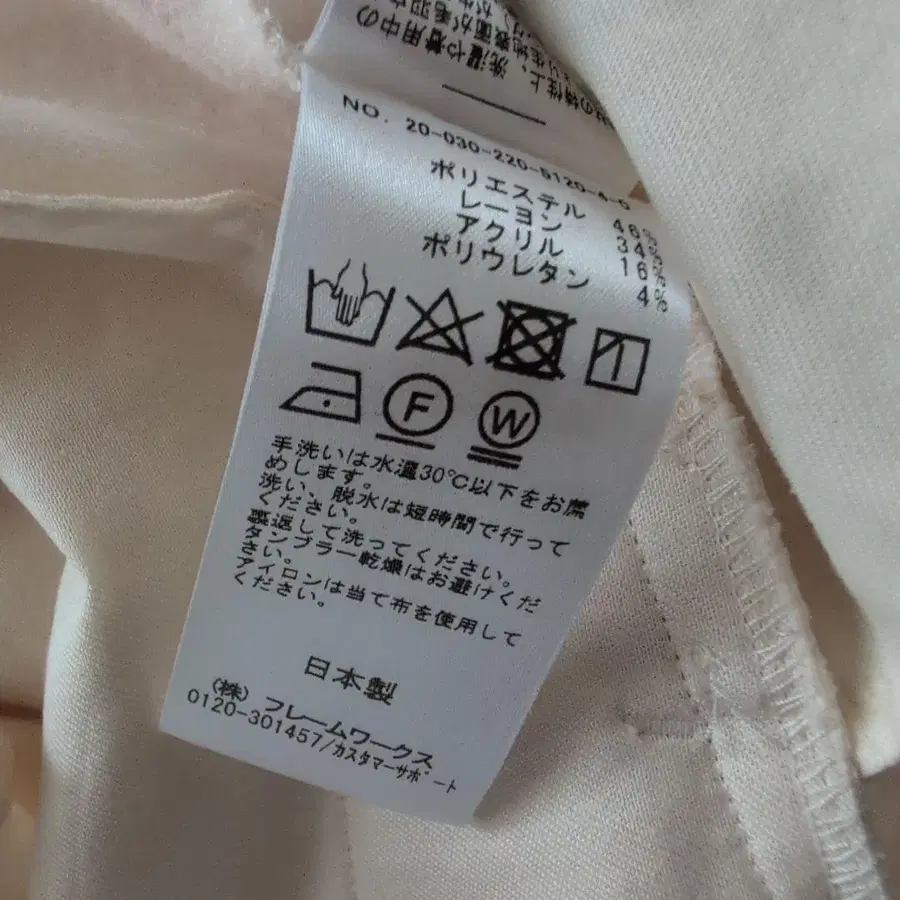 NO. 20-030-220-5120-4-0
ポリエステル 46%
レーヨン 34%
アクリル 16%
ポリウレタン 4%
F
W
手洗いは水温30℃以下をお薦
めします。
洗い、脱水は短時間で行って
ください。
裏返して洗ってください。
タンブラー乾燥はお避けくだ
さい。
アイロンは当て布を使用して
ください。
日本製
(株) フレームワークス
0120-301457/カスタマーサポート